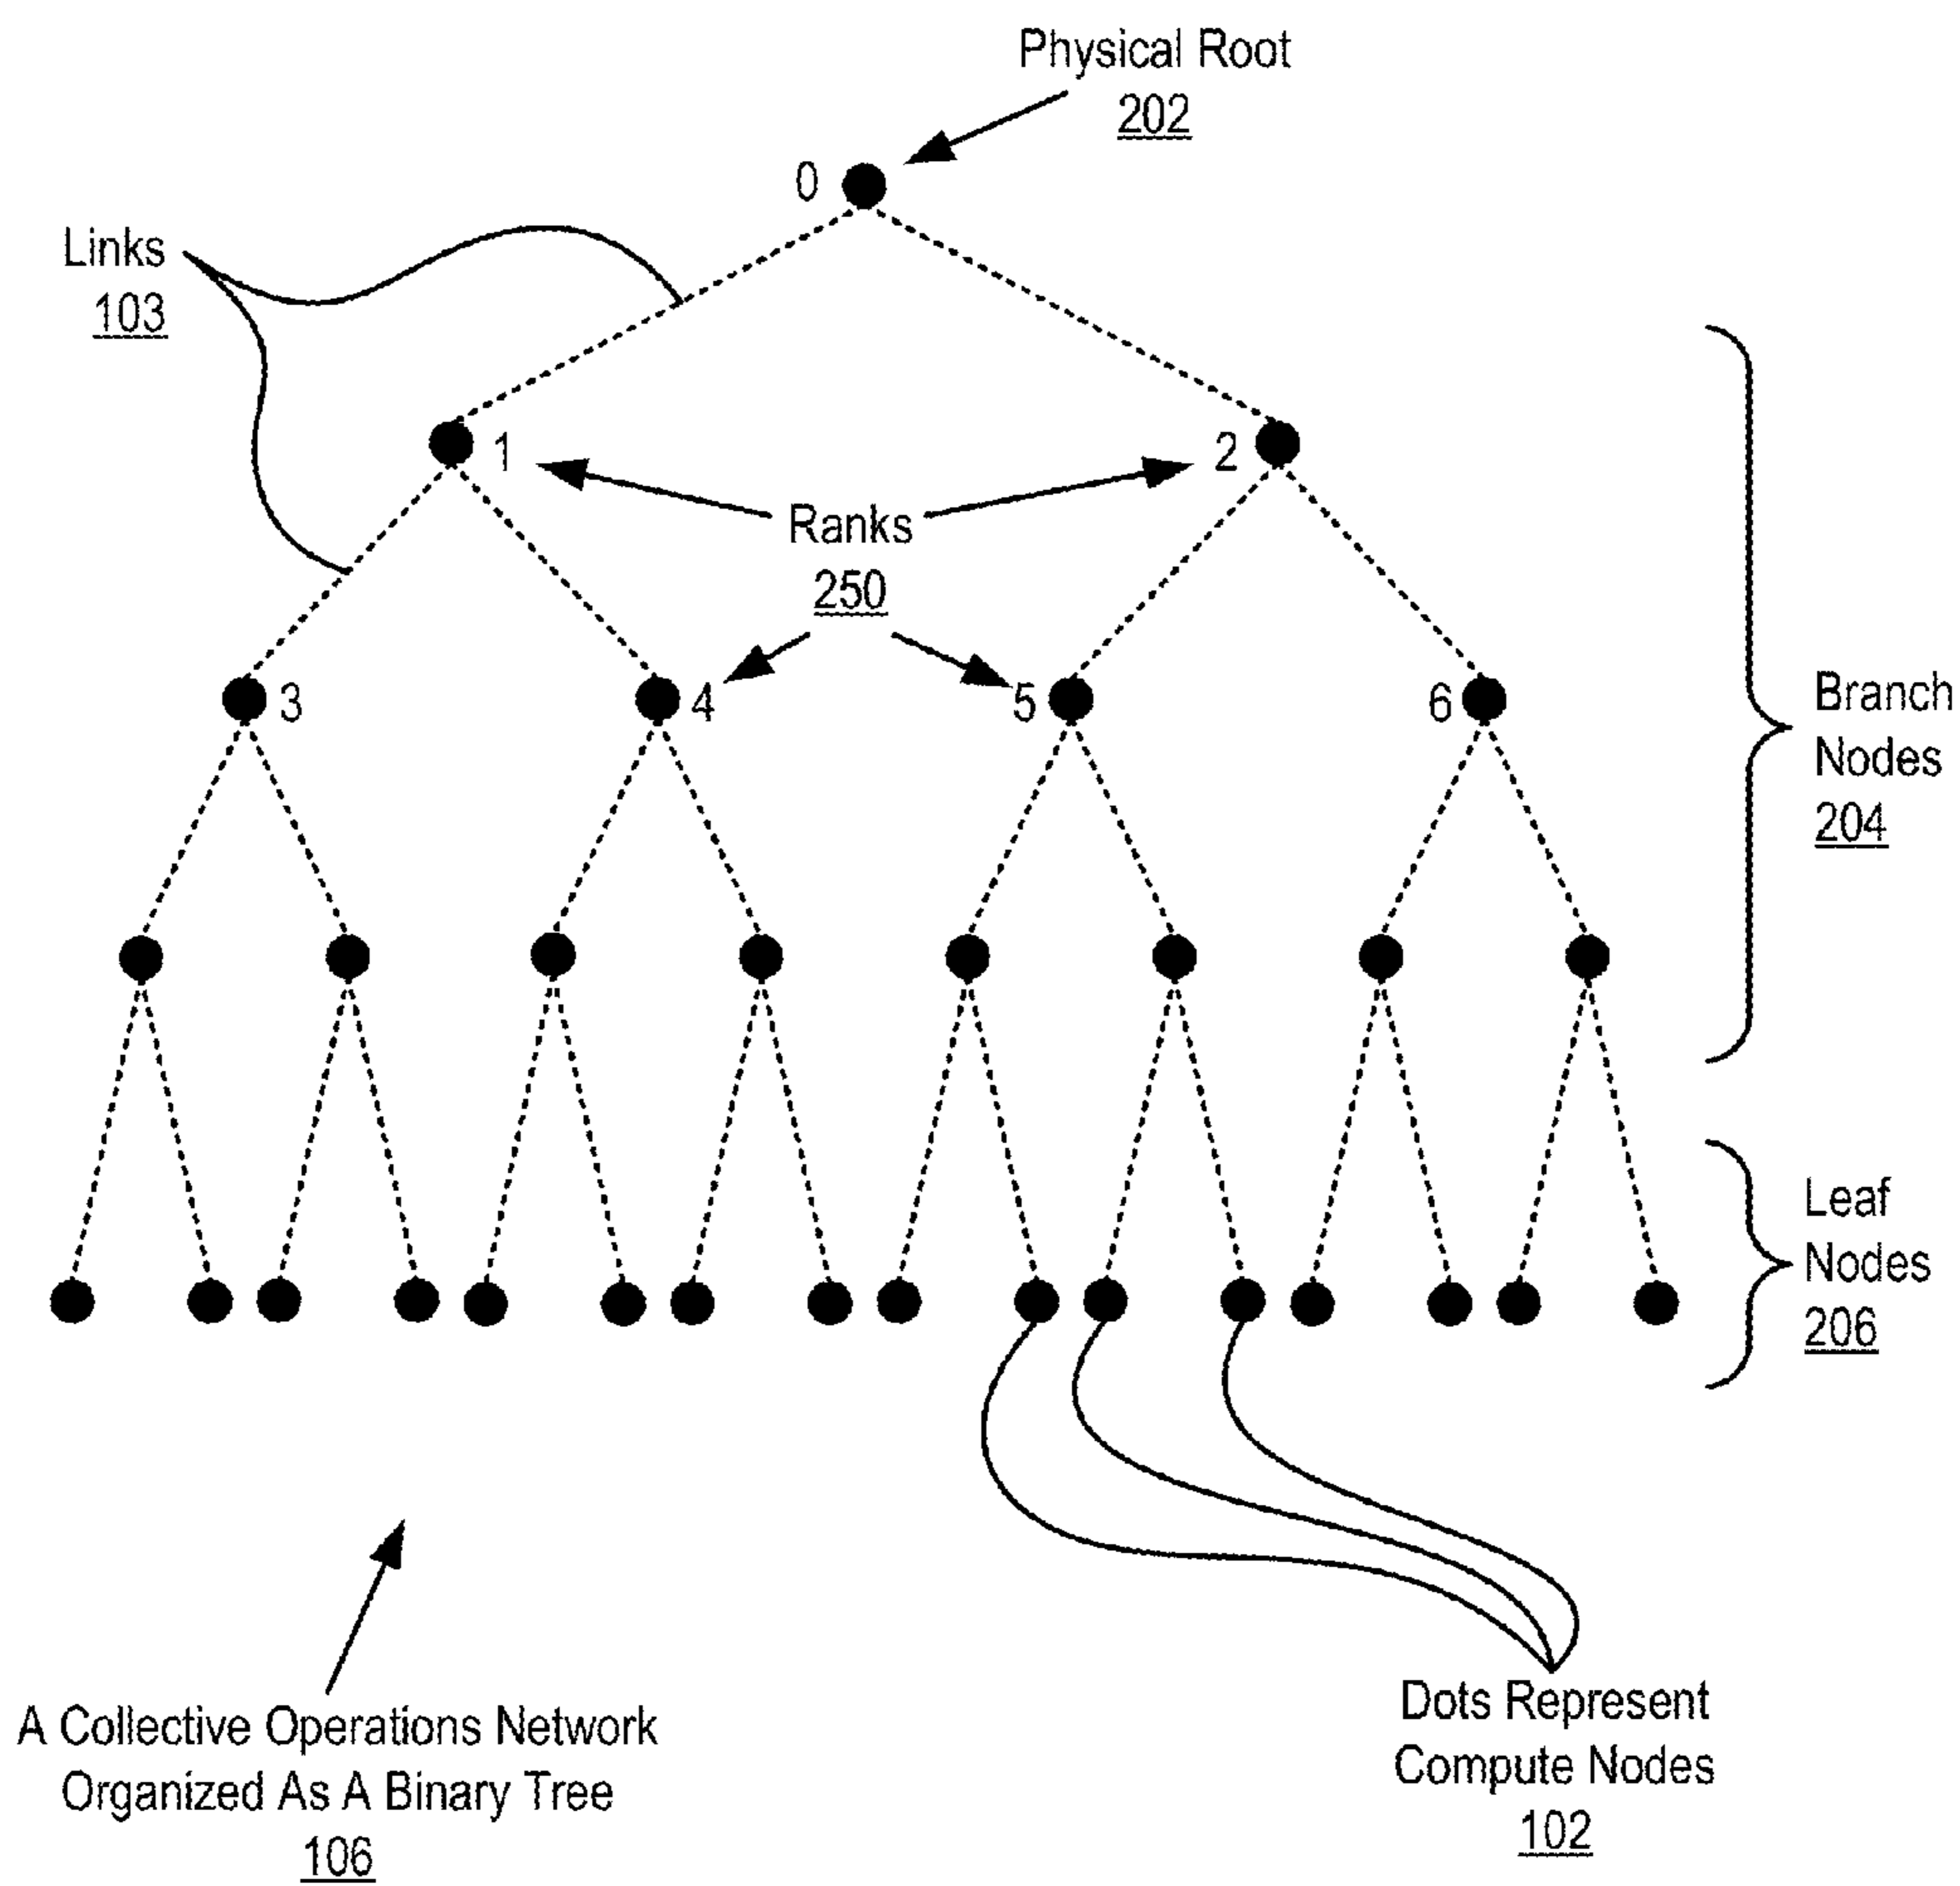 Physical Root
202
0
Links
103
1
2
Ranks
250
3
4
5
6
Branch
Nodes
204
Leaf
Nodes
206
A Collective Operations Network
Organized As A Binary Tree
106
Dots Represent
Compute Nodes
102